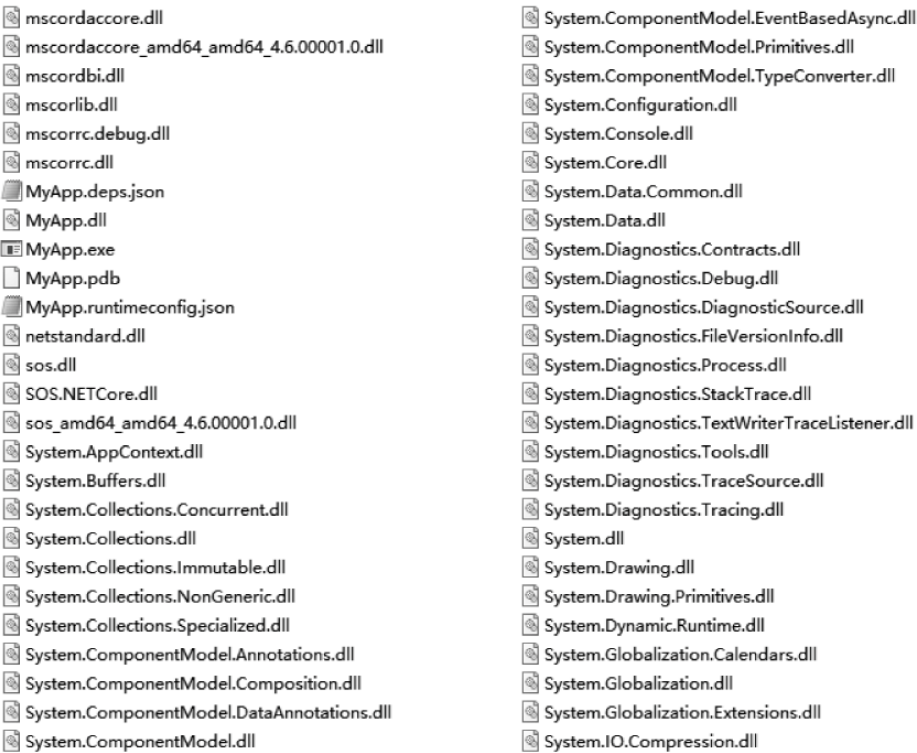 mscordaccore.dll
mscordaccore_amd64_amd64_4.6.00001.0.dll
mscordbi.dll
mscorlib.dll
mscorrc.debug.dll
mscorrc.dll
MyApp.deps.json
MyApp.dll
MyApp.exe
MyApp.pdb
MyApp.runtimeconfig.json
netstandard.dll
sos.dll
SOS.NETCore.dll
sos_amd64_amd64_4.6.00001.0.dll
System.AppContext.dll
System.Buffers.dll
System.Collections.Concurrent.dll
System.Collections.dll
System.Collections.Immutable.dll
System.Collections.NonGeneric.dll
System.Collections.Specialized.dll
System.ComponentModel.Annotations.dll
System.ComponentModel.Composition.dll
System.ComponentModel.DataAnnotations.dll
System.ComponentModel.dll
System.ComponentModel.EventBasedAsync.dll
System.ComponentModel.Primitives.dll
System.ComponentModel.TypeConverter.dll
System.Configuration.dll
System.Console.dll
System.Core.dll
System.Data.Common.dll
System.Data.dll
System.Diagnostics.Contracts.dll
System.Diagnostics.Debug.dll
System.Diagnostics.DiagnosticSource.dll
System.Diagnostics.FileVersionInfo.dll
System.Diagnostics.Process.dll
System.Diagnostics.StackTrace.dll
System.Diagnostics.TextWriterTraceListener.dll
System.Diagnostics.Tools.dll
System.Diagnostics.TraceSource.dll
System.Diagnostics.Tracing.dll
System.dll
System.Drawing.dll
System.Drawing.Primitives.dll
System.Dynamic.Runtime.dll
System.Globalization.Calendars.dll
System.Globalization.dll
System.Globalization.Extensions.dll
System.IO.Compression.dll